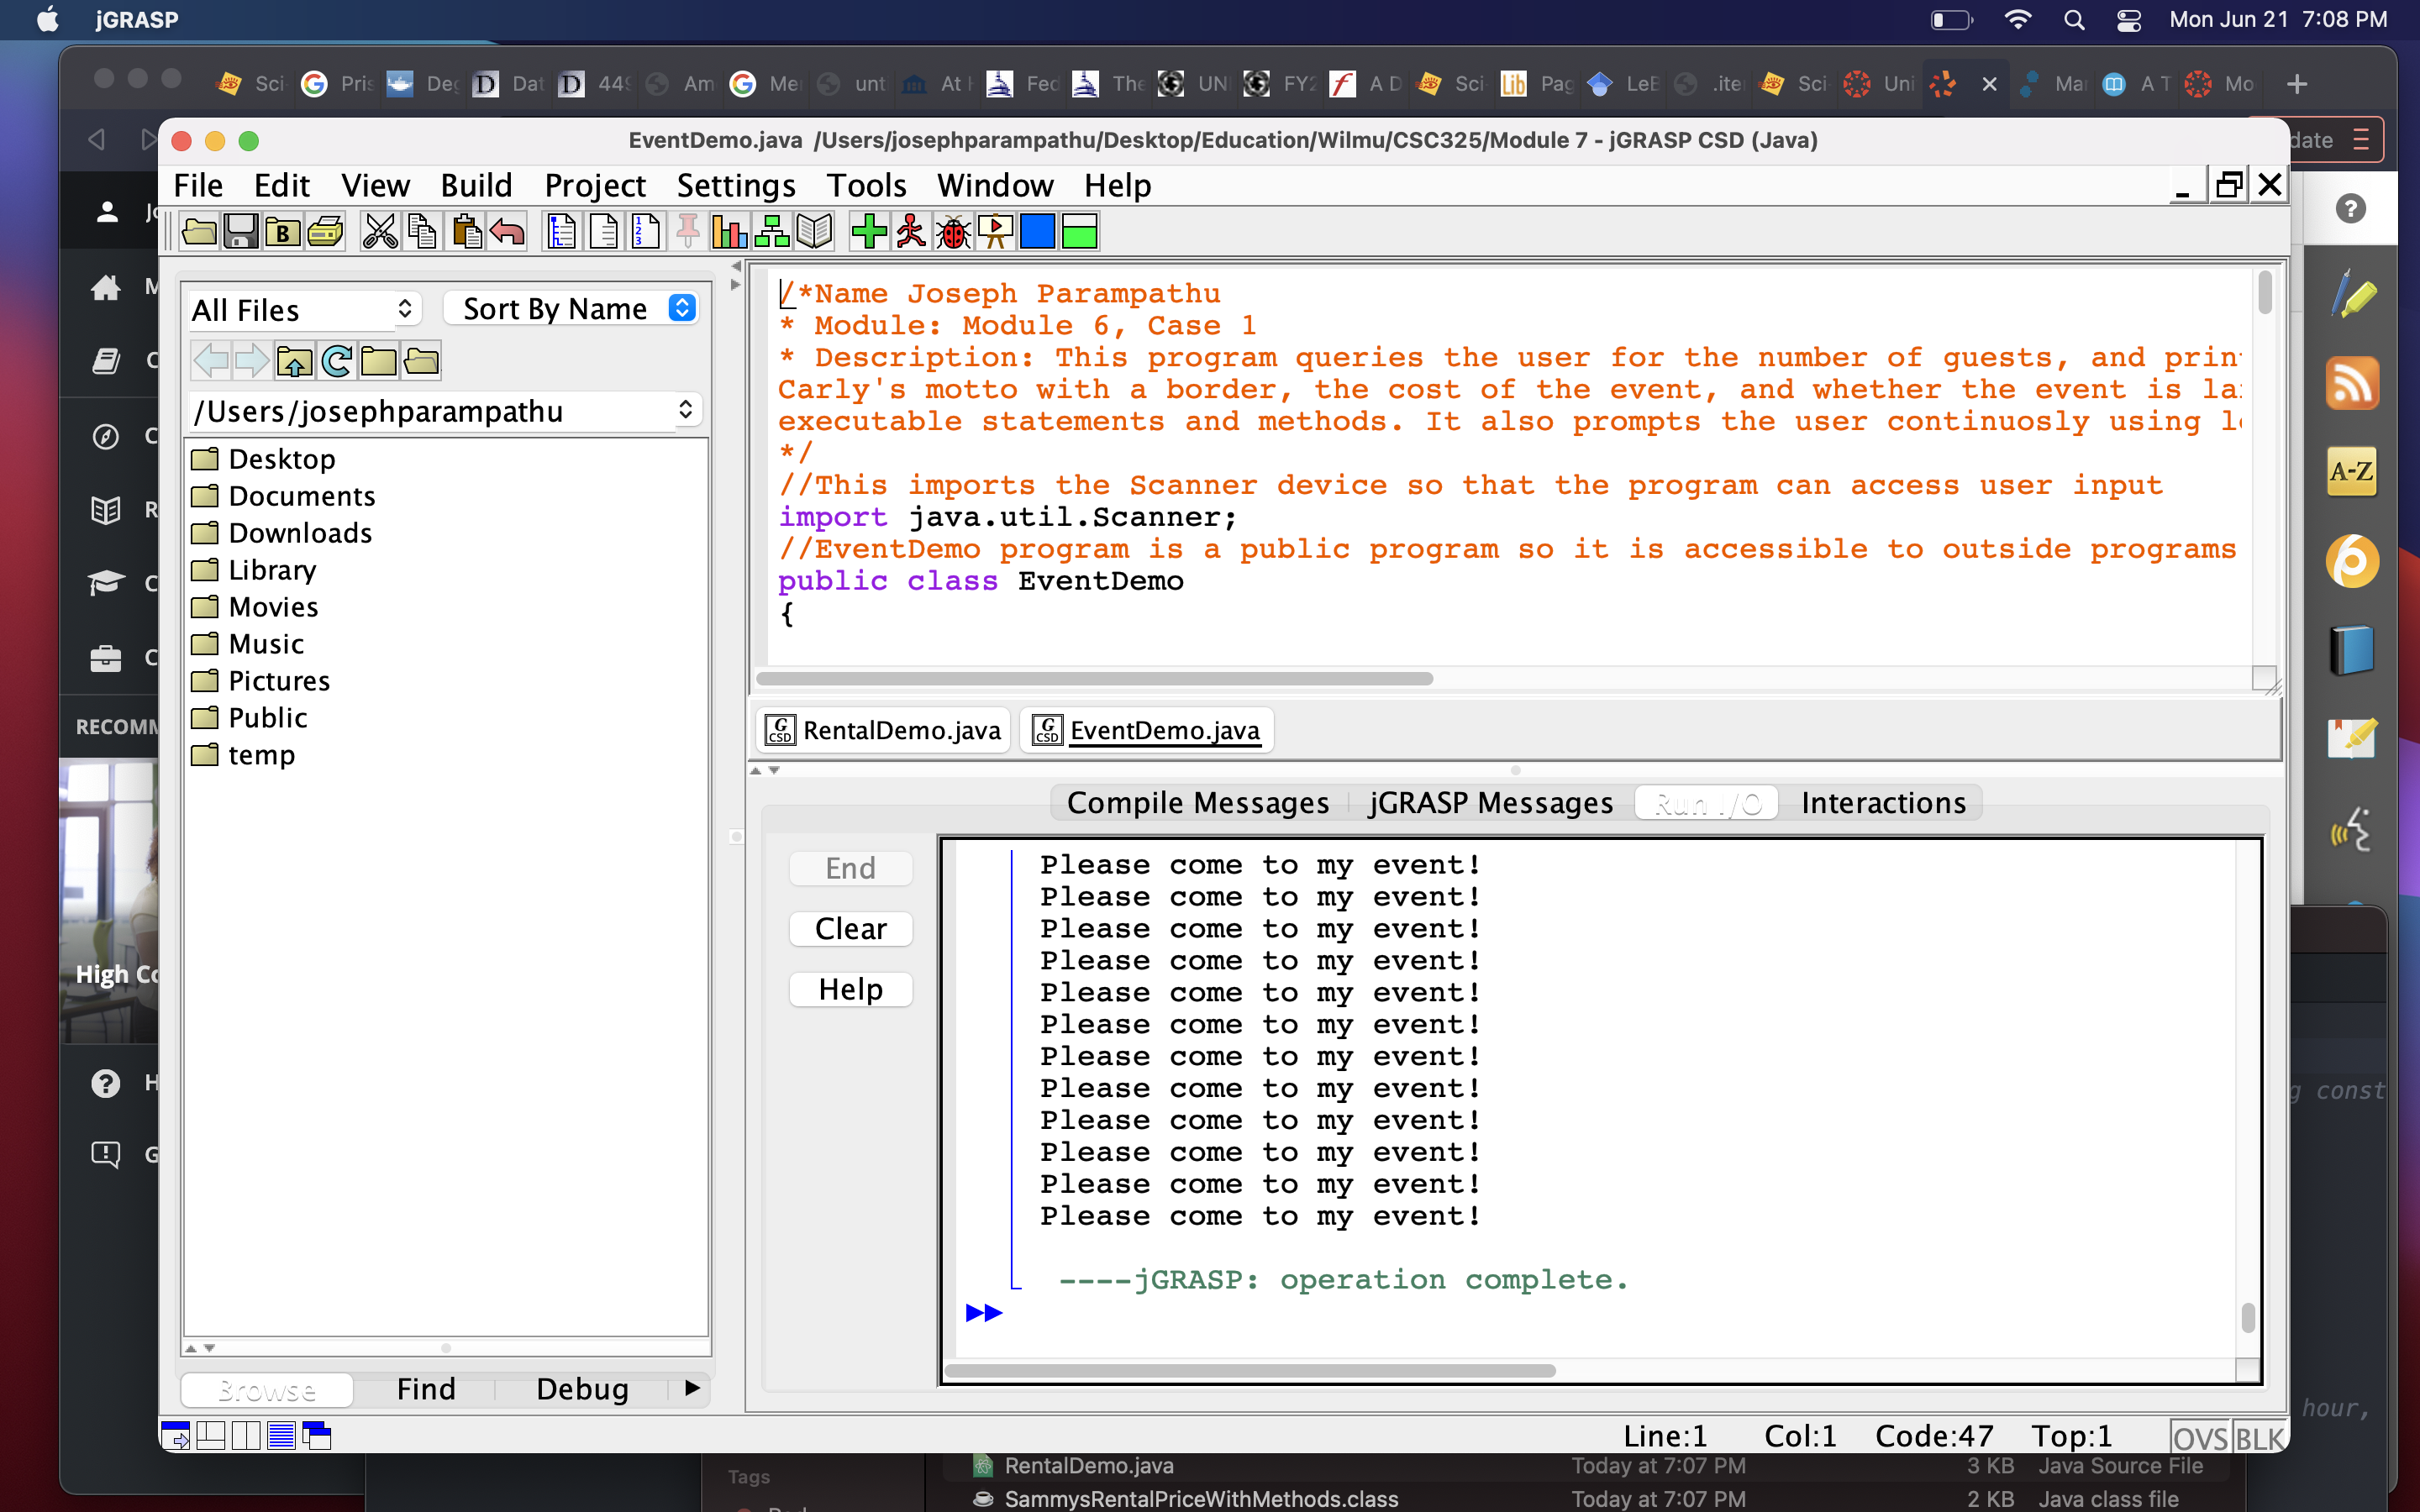 jGRASP
Mon Jun 21 7:08 PM
Sci
Pris
Deg
Dat
449
Am
Me
unt
At
Fed
The
UNI
FY2
A D
Sci
Lib
Pag
LeB
.ite
Sci
Uni
Mar
A T
Mo
EventDemo.java /Users/josephparampathu/Desktop/Education/Wilmu/CSC325/Module 7 - jGRASP CSD (Java)
date
File Edit View Build Project Settings Tools Window Help
All Files
Sort By Name
/Users/josephparampathu
Desktop
Documents
Downloads
Library
Movies
Music
Pictures
Public
temp
Browse Find Debug
/*Name Joseph Parampathu
* Module: Module 6, Case 1
* Description: This program queries the user for the number of guests, and prin
Carly's motto with a border, the cost of the event, and whether the event is la
executable statements and methods. It also prompts the user continuosly using l
*/
//This imports the Scanner device so that the program can access user input
import java.util.Scanner;
//EventDemo program is a public program so it is accessible to outside programs
public class EventDemo
{
RentalDemo.java
EventDemo.java
Compile Messages jGRASP Messages Run I/O Interactions
End
Clear
Help
Please come to my event!
Please come to my event!
Please come to my event!
Please come to my event!
Please come to my event!
Please come to my event!
Please come to my event!
Please come to my event!
Please come to my event!
Please come to my event!
Please come to my event!
Please come to my event!
----jGRASP: operation complete.
Line:1 Col:1 Code:47 Top:1 OVS BLK
RECOMM
High Co
A-Z
g const
hour,
Tags
RentalDemo.java Today at 7:07 PM 3 KB Java Source File
SammysRentalPriceWithMethods.class Today at 7:07 PM 2 KB Java class file